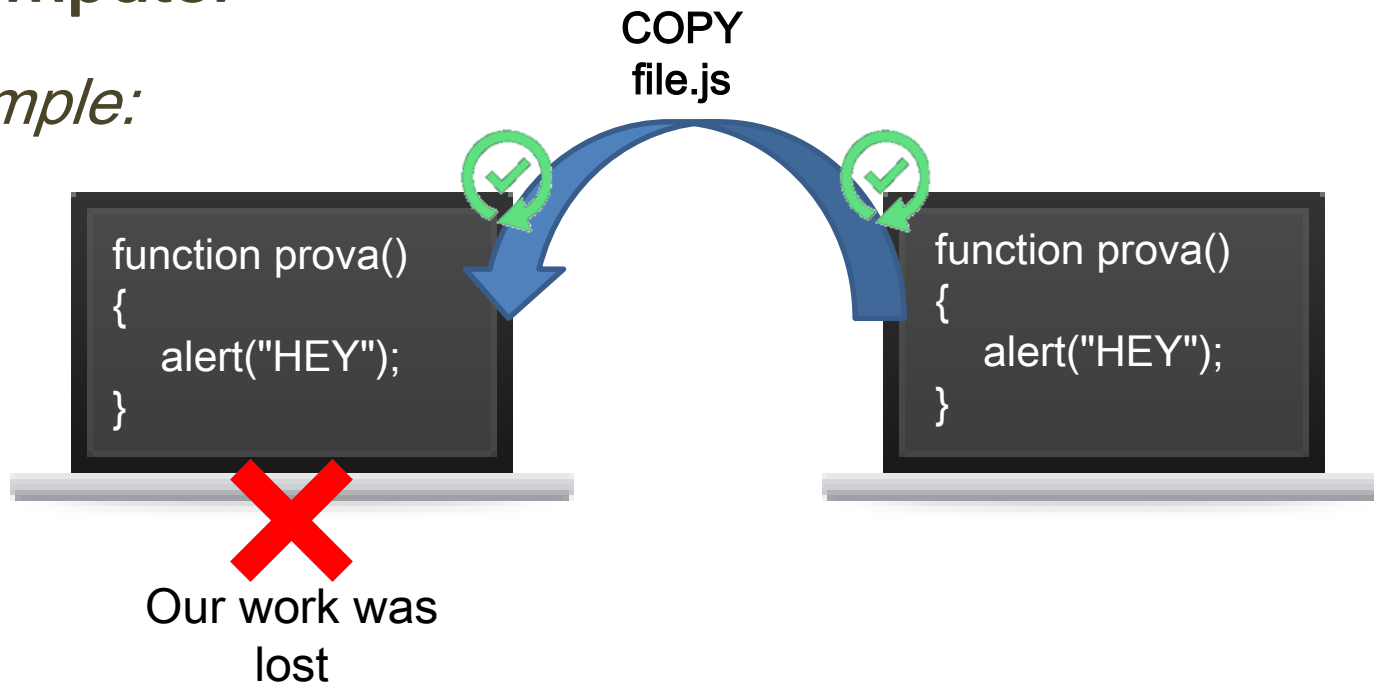 COPY
file.js
mple:
function prova()
{
alert("HEY");
}
function prova()
{
alert("HEY");
}
Our work was
lost